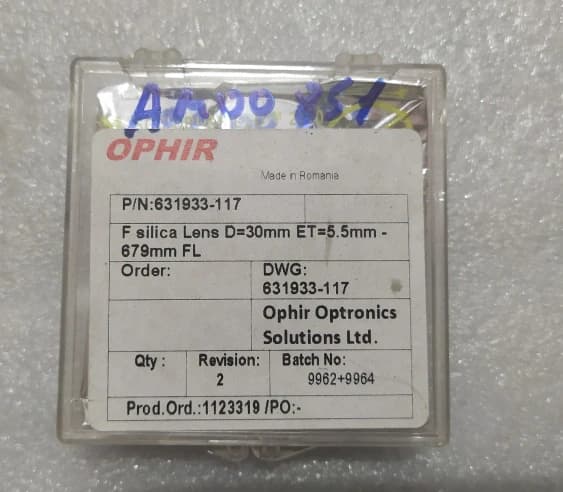 AM00 851
OPHIR
Made in Romania
P/N:631933-117
F silica Lens D=30mm ET=5.5mm -
679mm FL
Order:
DWG:
631933-117
Ophir Optronics
Solutions Ltd.
Qty :
Revision:
2
Batch No:
9962+9964
Prod.Ord.:1123319 /PO:-